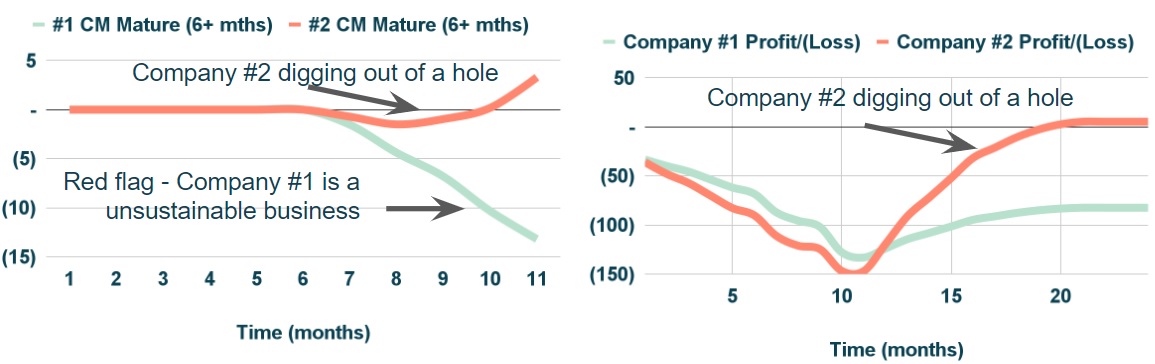 #1 CM Mature (6+ mths) #2 CM Mature (6+ mths)
5
Company #2 digging out of a hole
-
(5)
Red flag - Company #1 is a
unsustainable business
(10)
(15)
1 2 3 4 5 6 7 8 9 10 11
Time (months)
Company #1 Profit/(Loss) Company #2 Profit/(Loss)
50
Company #2 digging out of a hole
-
(50)
(100)
(150)
5 10 15 20
Time (months)